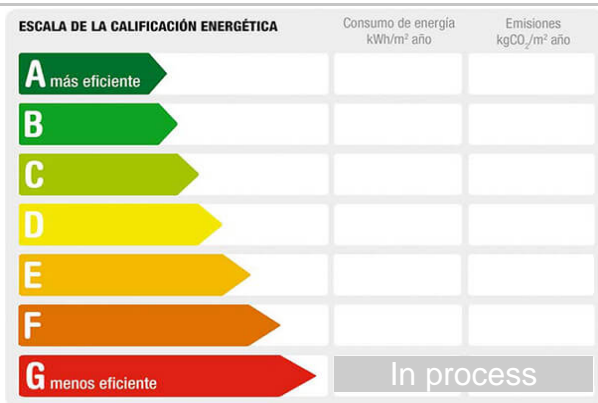 ESCALA DE LA CALIFICACIÓN ENERGÉTICA
Consumo de energía
kWh/m² año
Emisiones
kgCO₂/m² año
A más eficiente
B
C
D
E
F
G menos eficiente
In process